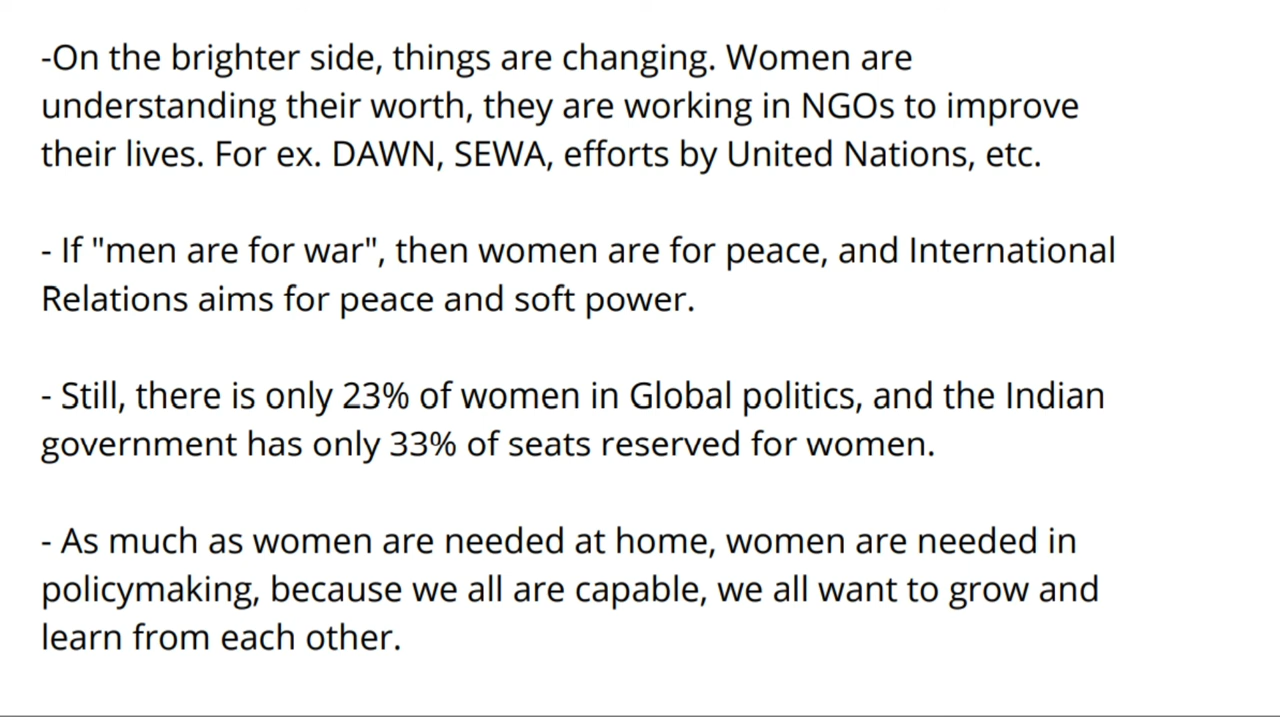 -On the brighter side, things are changing. Women are
understanding their worth, they are working in NGOs to improve
their lives. For ex. DAWN, SEWA, efforts by United Nations, etc.
- If "men are for war", then women are for peace, and International
Relations aims for peace and soft power.
- Still, there is only 23% of women in Global politics, and the Indian
government has only 33% of seats reserved for women.
- As much as women are needed at home, women are needed in
policymaking, because we all are capable, we all want to grow and
learn from each other.